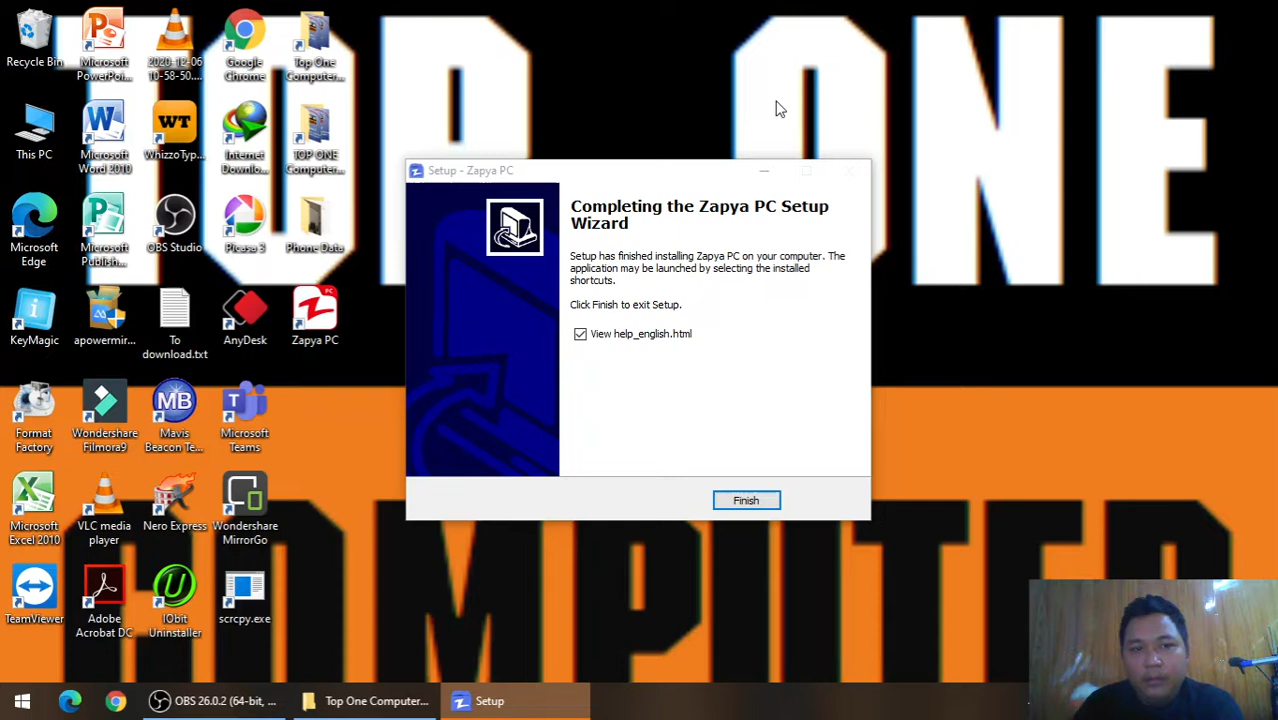 TOP ONE
COMPUTER
Recycle Bin
Microsoft
PowerPoi...
2020-12-06
10-58-50....
Google
Chrome
Top One
Computer...
This PC
Microsoft
Word 2010
WT
WhizzoTyp...
Internet
Downlo...
TOP ONE
Computer...
Microsoft
Edge
Microsoft
Publish...
OBS Studio
Picasa 3
Phone Data
KeyMagic
apowermir...
To
download.txt
AnyDesk
PC
Zapya PC
Format
Factory
Wondershare
Filmora9
MB
Mavis
Beacon Te...
Microsoft
Teams
Microsoft
Excel 2010
VLC media
player
Nero Express
Wondershare
MirrorGo
TeamViewer
Adobe
Acrobat DC
IObit
Uninstaller
scrcpy.exe
Setup - Zapya PC
Completing the Zapya PC Setup
Wizard
Setup has finished installing Zapya PC on your computer. The
application may be launched by selecting the installed
shortcuts.
Click Finish to exit Setup.
View help_english.html
Finish
OBS 26.0.2 (64-bit, ...
Top One Computer...
Setup